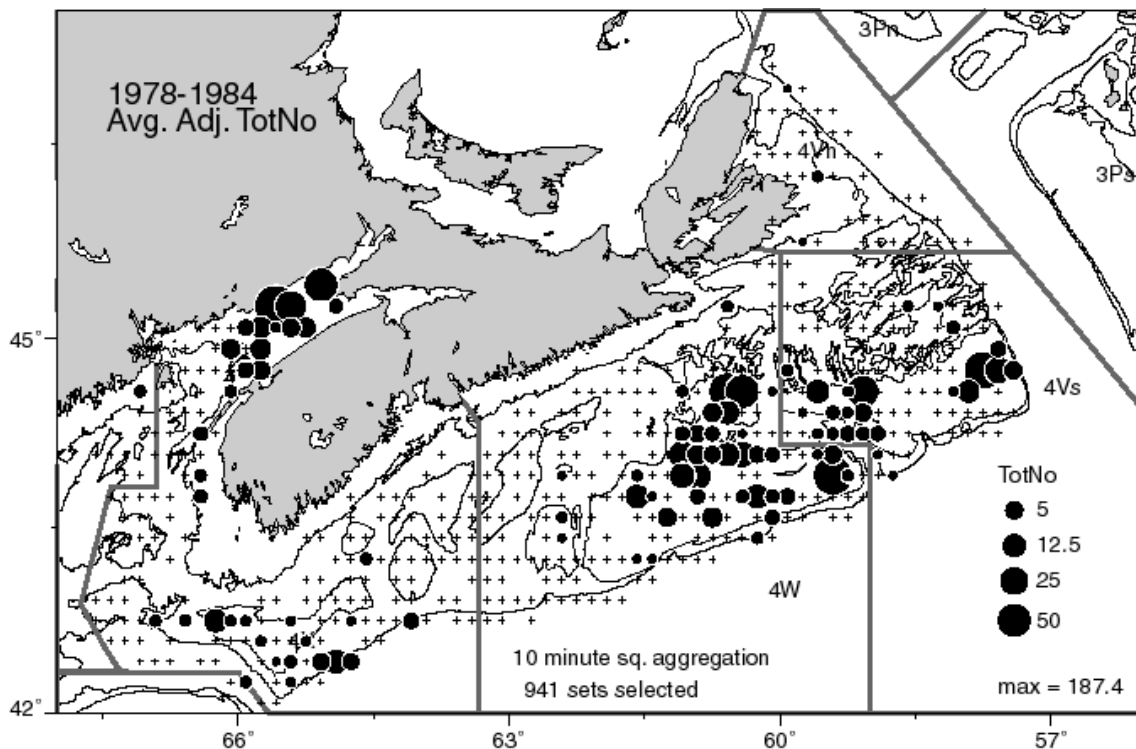 3Pn
1978-1984
Avg. Adj. TotNo
4Vn
3Ps
45°
4Vs
TotNo
5
12.5
25
50
4W
10 minute sq. aggregation
941 sets selected
max = 187.4
42°
66°
63°
60°
57°